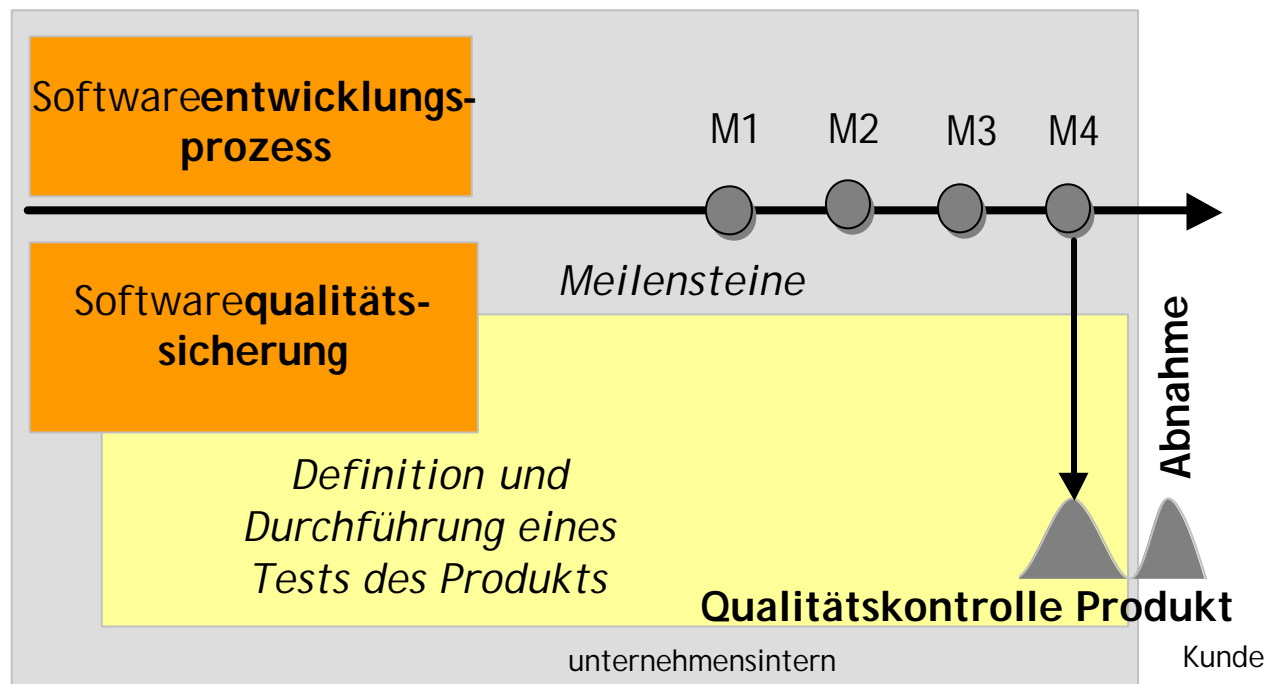 Softwareentwicklungs-
prozess
M1 M2 M3 M4
Softwarequalitäts-
sicherung
Meilensteine
Abnahme
Definition und
Durchführung eines
Tests des Produkts
Qualitätskontrolle Produkt
unternehmensintern
Kunde